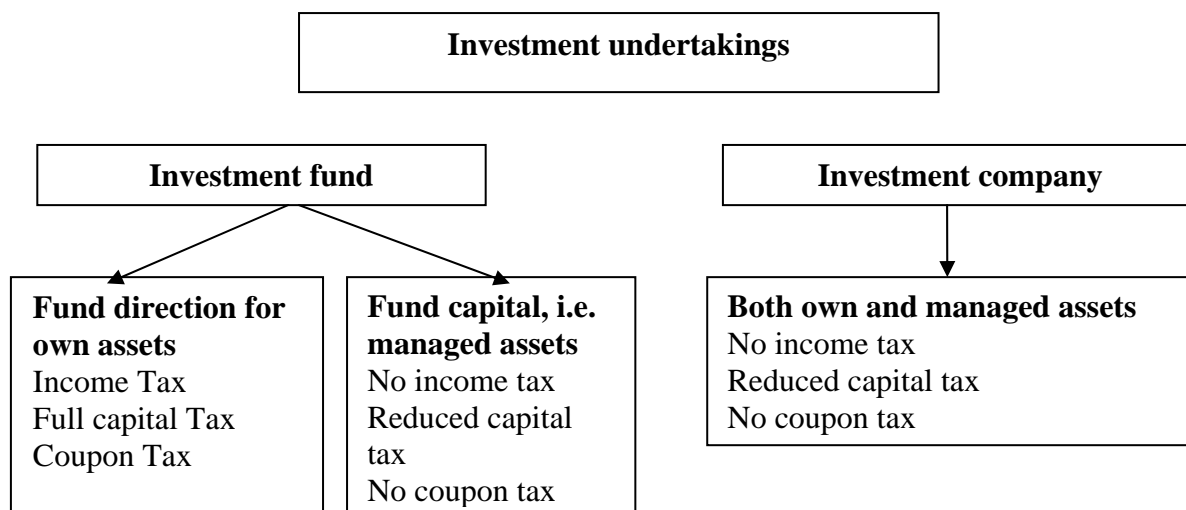 Investment undertakings
Investment fund
Investment company
Fund direction for
own assets
Income Tax
Full capital Tax
Coupon Tax
Fund capital, i.e.
managed assets
No income tax
Reduced capital
tax
No coupon tax
Both own and managed assets
No income tax
Reduced capital tax
No coupon tax